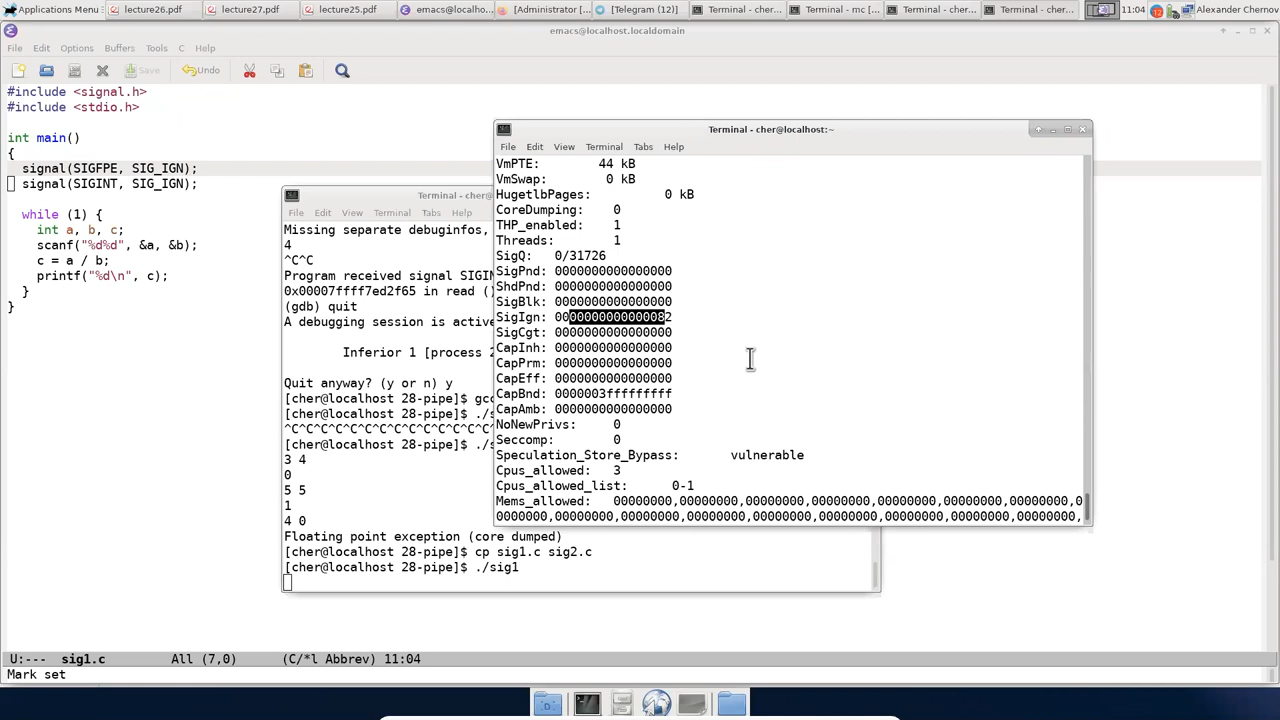 Applications Menu
lecture26.pdf
lecture27.pdf
lecture25.pdf
emacs@localho...
[Administrator [...
[Telegram (12)]
Terminal - cher...
Terminal - mc [...
Terminal - cher...
Terminal - cher...
11:04
12
Alexander Chernov
emacs@localhost.localdomain
File Edit Options Buffers Tools C Help
Save Undo
#include <signal.h>
#include <stdio.h>
int main()
{
signal(SIGFPE, SIG_IGN);
signal(SIGINT, SIG_IGN);
while (1) {
int a, b, c;
scanf("%d%d", &a, &b);
c = a / b;
printf("%d\n", c);
}
}
Terminal - cher@
File Edit View Terminal Tabs Help
Missing separate debuginfos,
4
^C^C
Program received signal SIGI
0x00007ffff7ed2f65 in read (
(gdb) quit
A debugging session is active
Inferior 1 [process 2
Quit anyway? (y or n) y
[cher@localhost 28-pipe]$ gcc
[cher@localhost 28-pipe]$ ./s
^C^C^C^C^C^C^C^C^C^C^C^C^C^C
[cher@localhost 28-pipe]$ ./s
3 4
0
5 5
1
4 0
Floating point exception (core dumped)
[cher@localhost 28-pipe]$ cp sig1.c sig2.c
[cher@localhost 28-pipe]$ ./sig1
Terminal - cher@localhost:~
File Edit View Terminal Tabs Help
VmPTE: 44 kB
VmSwap: 0 kB
HugetlbPages: 0 kB
CoreDumping: 0
THP_enabled: 1
Threads: 1
SigQ: 0/31726
SigPnd: 0000000000000000
ShdPnd: 0000000000000000
SigBlk: 0000000000000000
SigIgn: 0000000000000082
SigCgt: 0000000000000000
CapInh: 0000000000000000
CapPrm: 0000000000000000
CapEff: 0000000000000000
CapBnd: 0000003fffffffff
CapAmb: 0000000000000000
NoNewPrivs: 0
Seccomp: 0
Speculation_Store_Bypass: vulnerable
Cpus_allowed: 3
Cpus_allowed_list: 0-1
Mems_allowed: 00000000,00000000,00000000,00000000,00000000,00000000,00000000,0
0000000,00000000,00000000,00000000,00000000,00000000,00000000,00000000,
U:--- sig1.c All (7,0) (C/*l Abbrev) 11:04
Mark set